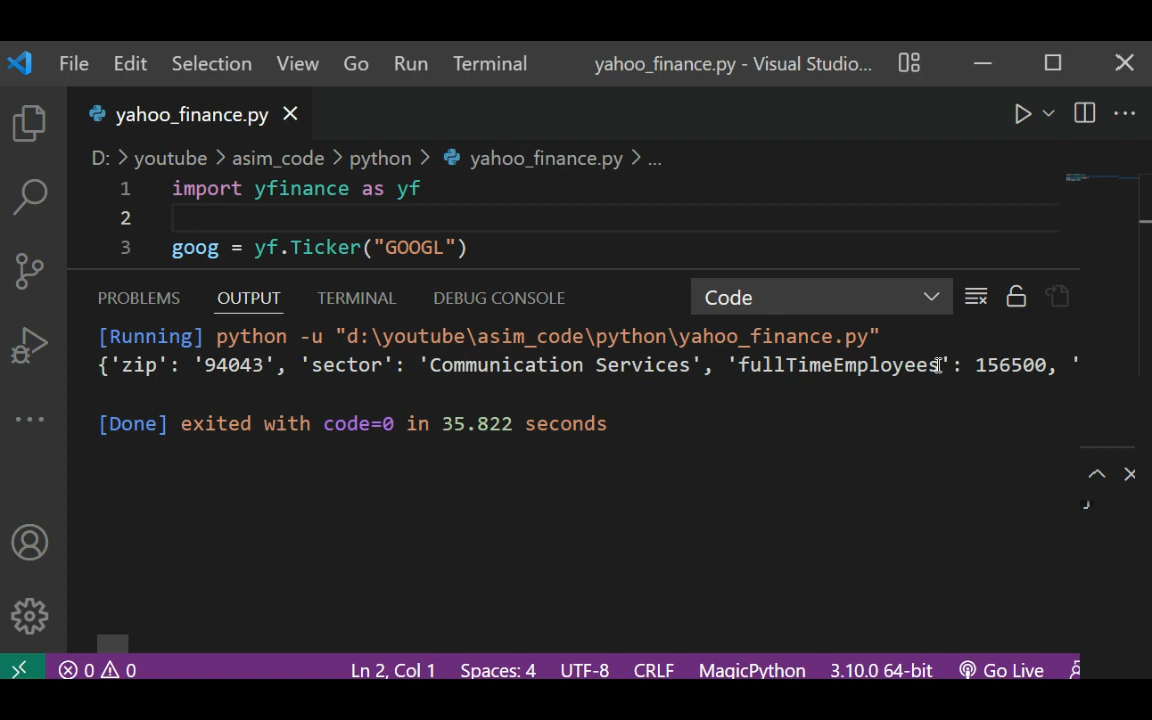 File Edit Selection View Go Run Terminal yahoo_finance.py - Visual Studio...
yahoo_finance.py
D: > youtube > asim_code > python > yahoo_finance.py > ...
1 import yfinance as yf
2
3 goog = yf.Ticker("GOOGL")
PROBLEMS OUTPUT TERMINAL DEBUG CONSOLE Code
[Running] python -u "d:\youtube\asim_code\python\yahoo_finance.py"
{'zip': '94043', 'sector': 'Communication Services', 'fullTimeEmployees': 156500, '
[Done] exited with code=0 in 35.822 seconds
0 0 Ln 2, Col 1 Spaces: 4 UTF-8 CRLF MagicPython 3.10.0 64-bit Go Live